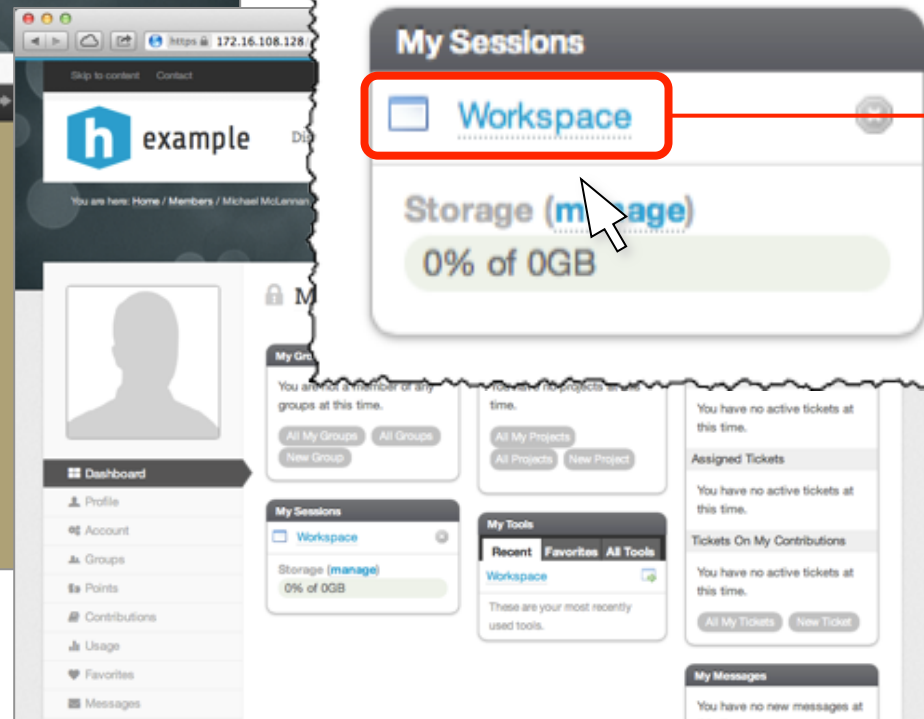 https 172.16.108.128
Skip to content Contact
h example
You are here: Home / Members / Michael McLennan
My Sessions
Workspace
Storage (manage)
0% of 0GB
M
You are not a member of any
groups at this time.
All My Groups All Groups
New Group
You have no projects at this
time.
All My Projects
All Projects New Project
You have no active tickets at
this time.
Assigned Tickets
You have no active tickets at
this time.
Tickets On My Contributions
You have no active tickets at
this time.
All My Tickets New Ticket
Dashboard
Profile
Account
Groups
Points
Contributions
Usage
Favorites
Messages
My Sessions
Workspace
Storage (manage)
0% of 0GB
My Tools
Recent Favorites All Tools
Workspace
These are your most recently
used tools.
My Messages
You have no new messages at